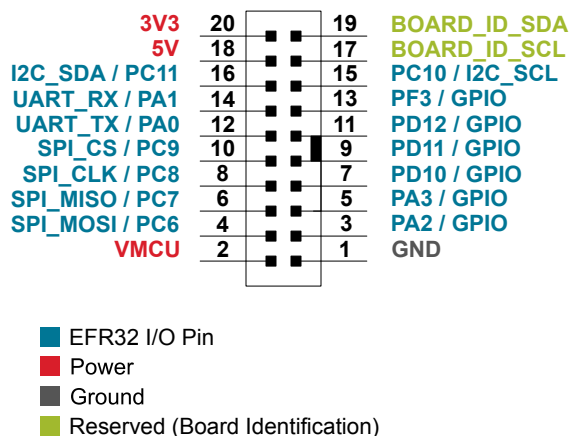 3V3 20 19 BOARD_ID_SDA
5V 18 17 BOARD_ID_SCL
I2C_SDA / PC11 16 15 PC10 / I2C_SCL
UART_RX / PA1 14 13 PF3 / GPIO
UART_TX / PA0 12 11 PD12 / GPIO
SPI_CS / PC9 10 9 PD11 / GPIO
SPI_CLK / PC8 8 7 PD10 / GPIO
SPI_MISO / PC7 6 5 PA3 / GPIO
SPI_MOSI / PC6 4 3 PA2 / GPIO
VMCU 2 1 GND
EFR32 I/O Pin
Power
Ground
Reserved (Board Identification)